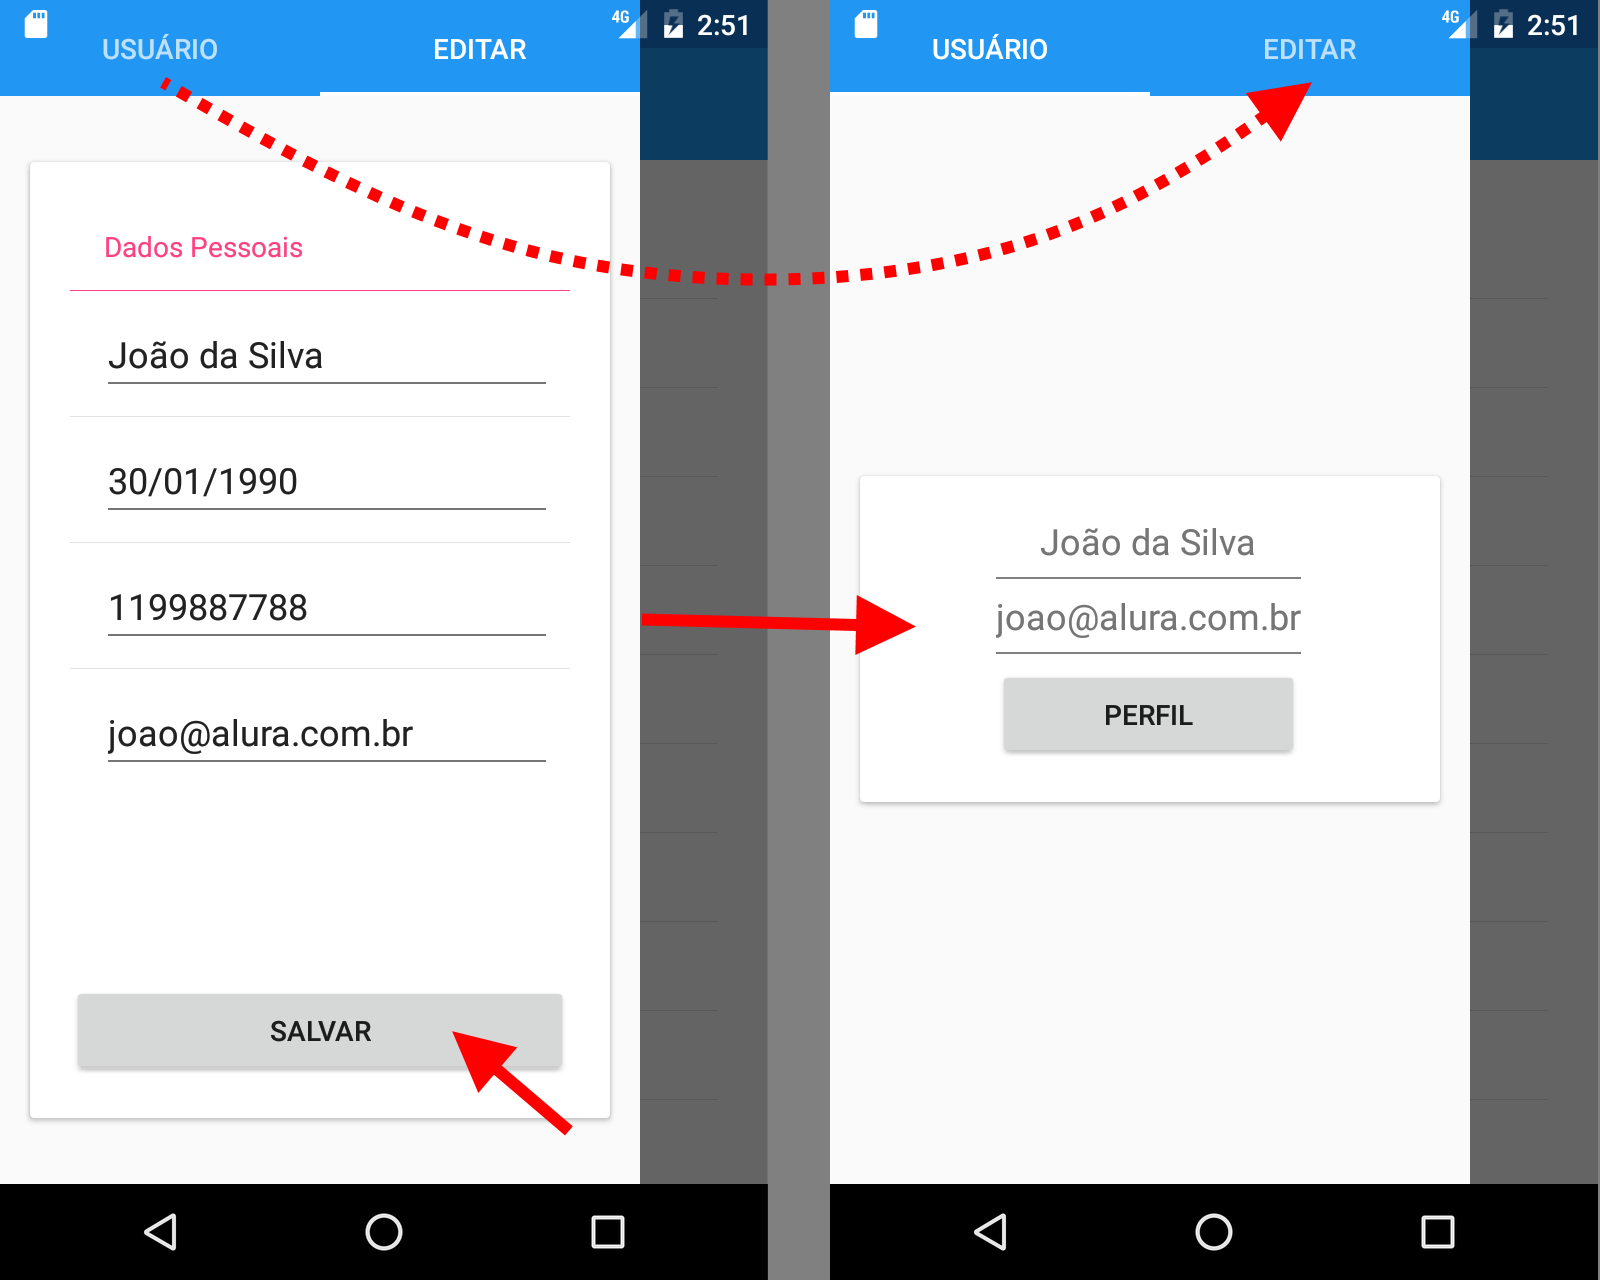 4G 2:51
USUÁRIO EDITAR
Dados Pessoais
João da Silva
30/01/1990
1199887788
joao@alura.com.br
SALVAR
4G 2:51
USUÁRIO EDITAR
João da Silva
joao@alura.com.br
PERFIL